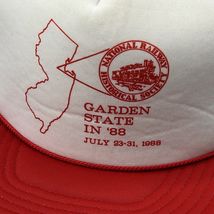 NATIONAL RAILWAY
HISTORICAL SOCIETY
GARDEN
STATE
IN '88
JULY 23-31, 1988